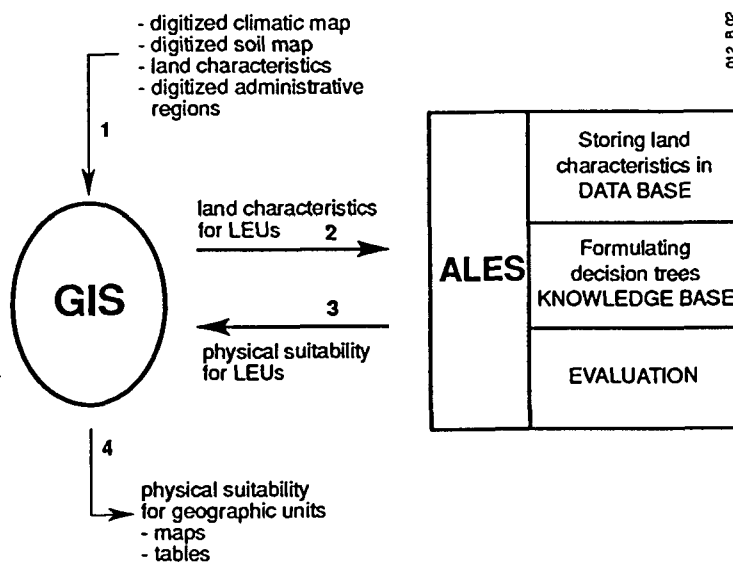 - digitized climatic map
- digitized soil map
- land characteristics
- digitized administrative
regions
1
land characteristics
for LEUs
2
GIS
3
physical suitability
for LEUs
4
physical suitability
for geographic units
- maps
- tables
ALES
Storing land
characteristics in
DATA BASE
Formulating
decision trees
KNOWLEDGE BASE
EVALUATION